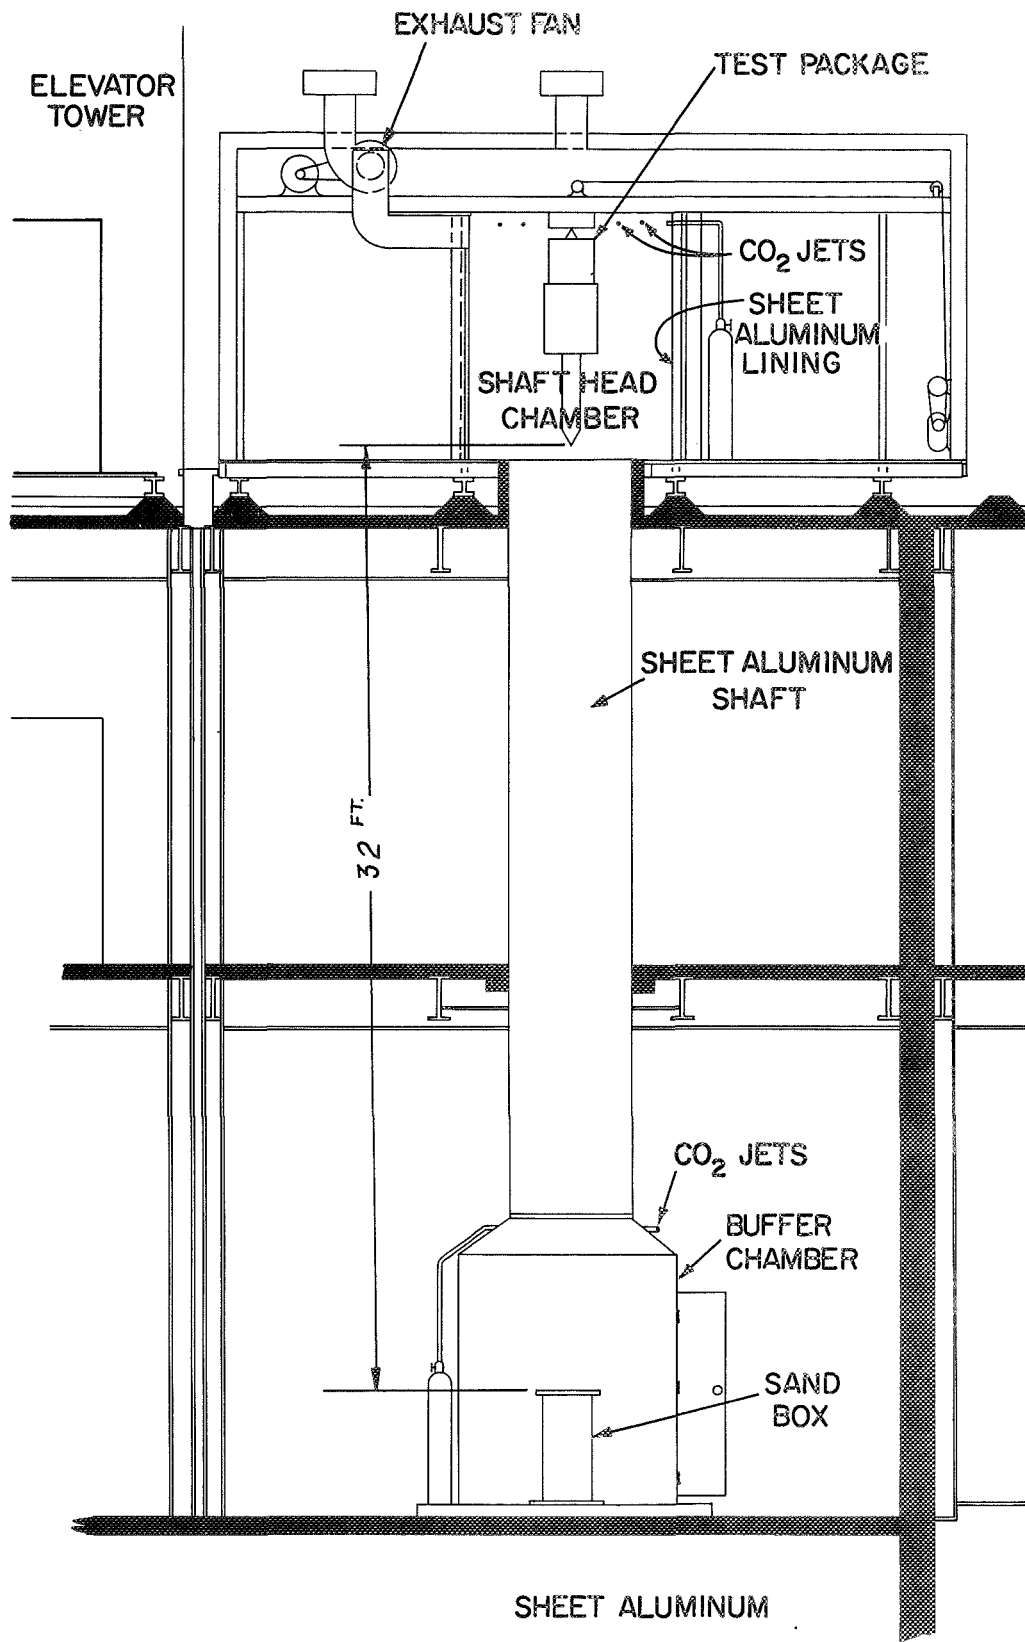 EXHAUST FAN
TEST PACKAGE
ELEVATOR
TOWER
CO₂ JETS
SHEET
ALUMINUM
LINING
SHAFT HEAD
CHAMBER
SHEET ALUMINUM
SHAFT
32 FT.
CO₂ JETS
BUFFER
CHAMBER
SAND
BOX
SHEET ALUMINUM